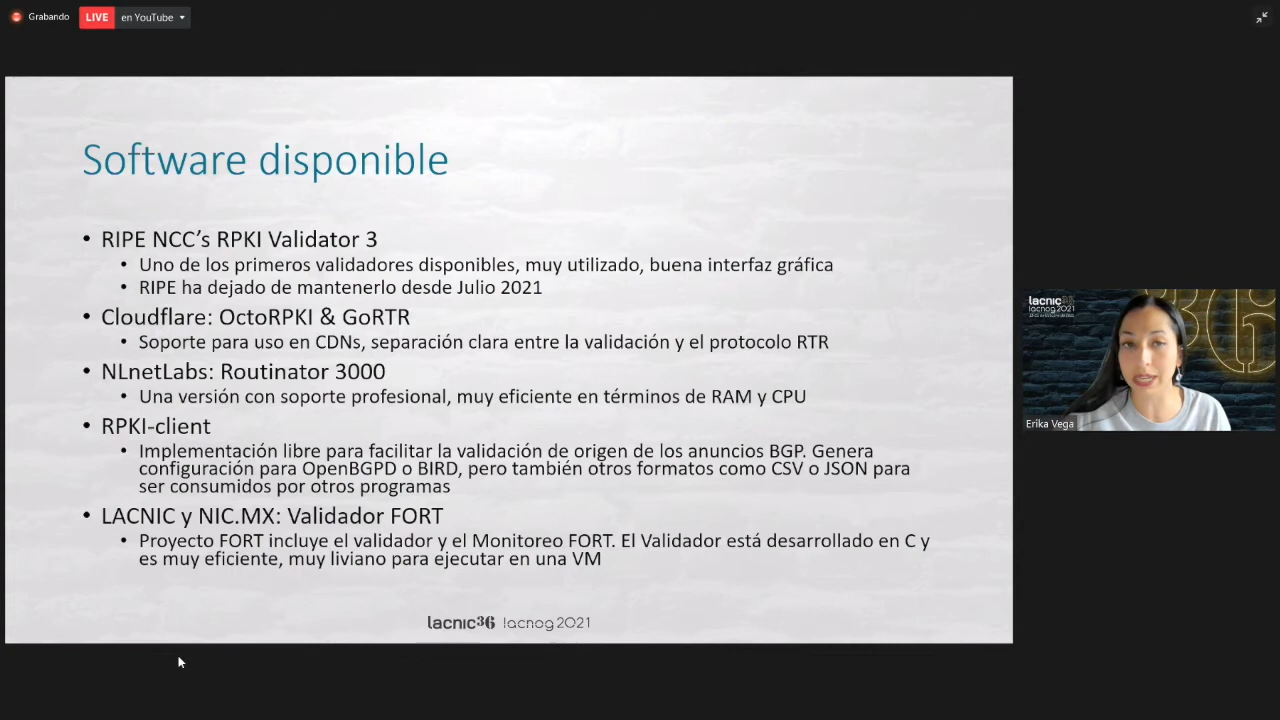 Grabando
LIVE
en YouTube
Software disponible
• RIPE NCC’s RPKI Validator 3
• Uno de los primeros validadores disponibles, muy utilizado, buena interfaz gráfica
• RIPE ha dejado de mantenerlo desde Julio 2021
• Cloudflare: OctoRPKI & GoRTR
• Soporte para uso en CDNs, separación clara entre la validación y el protocolo RTR
• NLnetLabs: Routinator 3000
• Una versión con soporte profesional, muy eficiente en términos de RAM y CPU
• RPKI-client
• Implementación libre para facilitar la validación de origen de los anuncios BGP. Genera
configuración para OpenBGPD o BIRD, pero también otros formatos como CSV o JSON para
ser consumidos por otros programas
• LACNIC y NIC.MX: Validador FORT
• Proyecto FORT incluye el validador y el Monitoreo FORT. El Validador está desarrollado en C y
es muy eficiente, muy liviano para ejecutar en una VM
lacnic36 lacnog2021
lacnic36
lacnog2021
Erika Vega